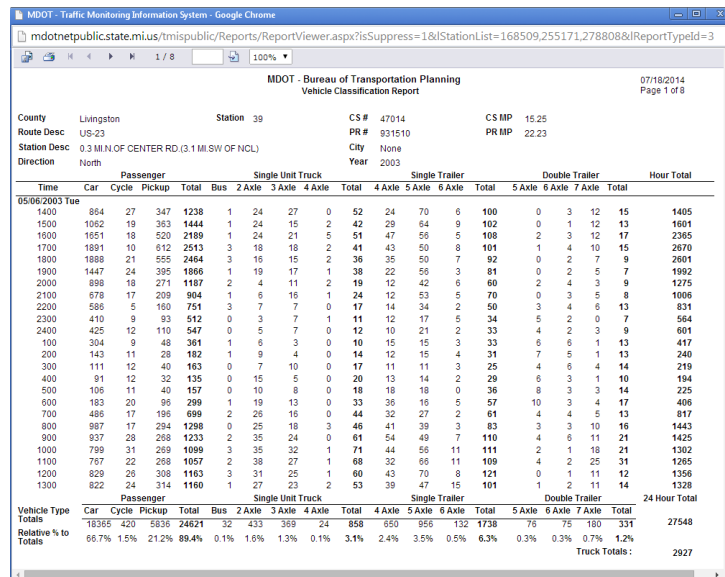 MDOT - Traffic Monitoring Information System - Google Chrome
mdotnetpublic.state.mi.us/tmispublic/Reports/ReportViewer.aspx?isSuppress=1&lStationList=168509,255171,278808&lReportTypeId=3
1 / 8 100%
MDOT - Bureau of Transportation Planning 07/18/2014
Vehicle Classification Report Page 1 of 8
County Livingston Station 39 CS # 47014 CS MP 15.25
Route Desc US-23 PR # 931510 PR MP 22.23
Station Desc 0.3 MI.N.OF CENTER RD.(3.1 MI.SW OF NCL) City None
Direction North Year 2003
Passenger Single Unit Truck Single Trailer Double Trailer Hour Total
Time Car Cycle Pickup Total Bus 2 Axle 3 Axle 4 Axle Total 4 Axle 5 Axle 6 Axle Total 5 Axle 6 Axle 7 Axle Total
05/06/2003 Tue
1400 864 27 347 1238 1 24 27 0 52 24 70 6 100 0 3 12 15 1405
1500 1062 19 363 1444 1 24 15 2 42 29 64 9 102 0 1 12 13 1601
1600 1651 18 520 2189 1 24 21 5 51 47 56 5 108 2 3 12 17 2365
1700 1891 10 612 2513 3 18 18 2 41 43 50 8 101 1 4 10 15 2670
1800 1888 21 555 2464 3 16 15 2 36 35 50 7 92 0 2 7 9 2601
1900 1447 24 395 1866 1 19 17 1 38 22 56 3 81 0 2 5 7 1992
2000 898 18 271 1187 2 4 11 2 19 12 42 6 60 2 4 3 9 1275
2100 678 17 209 904 1 6 16 1 24 12 53 5 70 0 3 5 8 1006
2200 586 5 160 751 3 7 7 0 17 14 34 2 50 3 4 6 13 831
2300 410 9 93 512 0 3 7 1 11 12 17 5 34 5 2 0 7 564
2400 425 12 110 547 0 5 7 0 12 10 21 2 33 4 2 3 9 601
100 304 9 48 361 1 6 3 0 10 15 15 3 33 6 6 1 13 417
200 143 11 28 182 1 9 4 0 14 12 15 4 31 7 5 1 13 240
300 111 12 40 163 0 7 10 0 17 11 11 3 25 4 6 4 14 219
400 91 12 32 135 0 15 5 0 20 13 14 2 29 6 3 1 10 194
500 106 11 40 157 0 10 8 0 18 18 18 0 36 8 3 3 14 225
600 183 20 96 299 1 19 13 0 33 36 16 5 57 10 3 4 17 406
700 486 17 196 699 2 26 16 0 44 32 27 2 61 4 4 5 13 817
800 987 17 294 1298 0 25 18 3 46 41 39 3 83 3 3 10 16 1443
900 937 28 268 1233 2 35 24 0 61 54 49 7 110 4 6 11 21 1425
1000 799 31 269 1099 3 35 32 1 71 44 56 11 111 2 1 18 21 1302
1100 767 22 268 1057 2 38 27 1 68 32 66 11 109 4 2 25 31 1265
1200 829 26 308 1163 3 31 25 1 60 43 70 8 121 0 1 11 12 1356
1300 822 24 314 1160 1 27 23 2 53 39 47 15 101 1 2 11 14 1328
Passenger Single Unit Truck Single Trailer Double Trailer 24 Hour Total
Vehicle Type Totals Car Cycle Pickup Total Bus 2 Axle 3 Axle 4 Axle Total 4 Axle 5 Axle 6 Axle Total 5 Axle 6 Axle 7 Axle Total
18365 420 5836 24621 32 433 369 24 858 650 956 132 1738 76 75 180 331 27548
Relative % to Totals 66.7% 1.5% 21.2% 89.4% 0.1% 1.6% 1.3% 0.1% 3.1% 2.4% 3.5% 0.5% 6.3% 0.3% 0.3% 0.7% 1.2%
Truck Totals : 2927